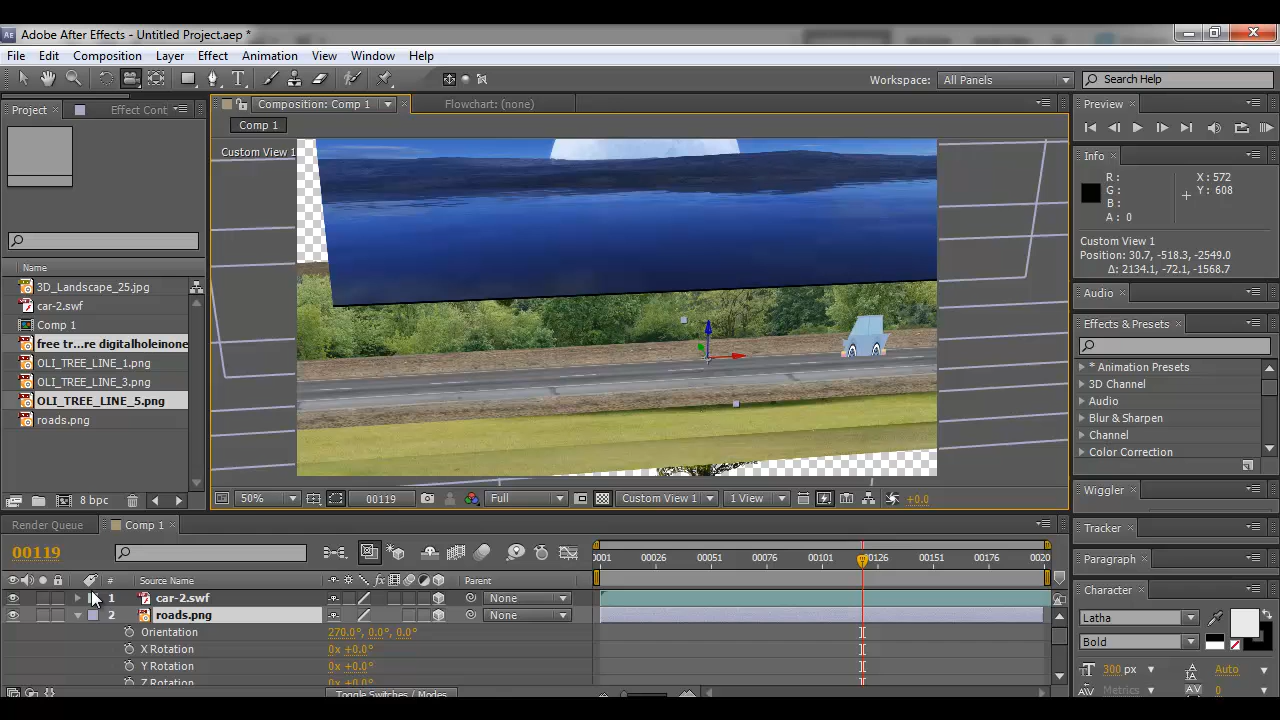 Adobe After Effects - Untitled Project.aep *
File Edit Composition Layer Effect Animation View Window Help
Workspace: All Panels Search Help
Project Effect Cont
Composition: Comp 1 Flowchart: (none)
Comp 1
Custom View 1
Name
3D_Landscape_25.jpg
car-2.swf
Comp 1
free tr...re digitalholeinone
OLI_TREE_LINE_1.png
OLI_TREE_LINE_3.png
OLI_TREE_LINE_5.png
roads.png
8 bpc
50% 00119 Full Custom View 1 1 View +0.0
Preview
Info
R :
G :
B :
A : 0
X : 572
Y : 608
Custom View 1
Position: 30.7, -518.3, -2549.0
Δ: 2134.1, -72.1, -1568.7
Audio
Effects & Presets
* Animation Presets
3D Channel
Audio
Blur & Sharpen
Channel
Color Correction
Wiggler
Tracker
Paragraph
Character
Latha
Bold
300 px Auto
Metrics 0
Render Queue Comp 1
00119
0001 00026 00051 00076 00101 00126 00151 00176 0020
# Source Name Parent
1 car-2.swf None
2 roads.png None
Orientation 270.0°, 0.0°, 0.0°
X Rotation 0x +0.0°
Y Rotation 0x +0.0°
Z Rotation 0x +0.0°
Toggle Switches / Modes